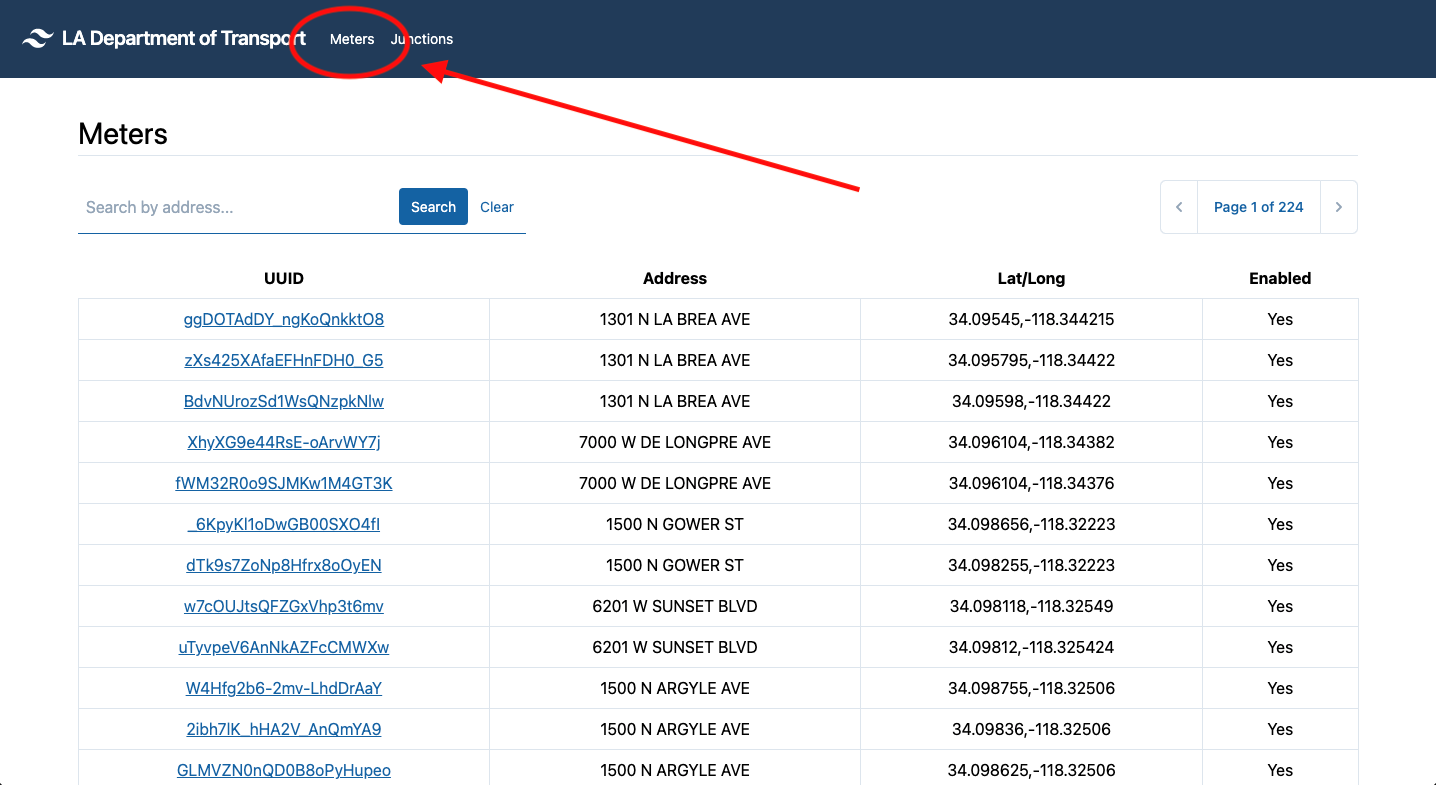 LA Department of Transport Meters Junctions
Meters
Search by address... Search Clear Page 1 of 224
UUID Address Lat/Long Enabled
ggDOTAdDY_ngKoQnkktO8 1301 N LA BREA AVE 34.09545,-118.344215 Yes
zXs425XAfaEFHnFDH0_G5 1301 N LA BREA AVE 34.095795,-118.34422 Yes
BdvNUrozSd1WsQNzpkNlw 1301 N LA BREA AVE 34.09598,-118.34422 Yes
XhyXG9e44RsE-oArvWY7j 7000 W DE LONGPRE AVE 34.096104,-118.34382 Yes
fWM32R0o9SJMKw1M4GT3K 7000 W DE LONGPRE AVE 34.096104,-118.34376 Yes
_6KpyKl1oDwGB00SXO4fI 1500 N GOWER ST 34.098656,-118.32223 Yes
dTk9s7ZoNp8Hfrx8oOyEN 1500 N GOWER ST 34.098255,-118.32223 Yes
w7cOUJtsQFZGxVhp3t6mv 6201 W SUNSET BLVD 34.098118,-118.32549 Yes
uTyvpeV6AnNkAZFcCMWXw 6201 W SUNSET BLVD 34.09812,-118.325424 Yes
W4Hfg2b6-2mv-LhdDrAaY 1500 N ARGYLE AVE 34.098755,-118.32506 Yes
2ibh7lK_hHA2V_AnQmYA9 1500 N ARGYLE AVE 34.09836,-118.32506 Yes
GLMVZN0nQD0B8oPyHupeo 1500 N ARGYLE AVE 34.098625,-118.32506 Yes